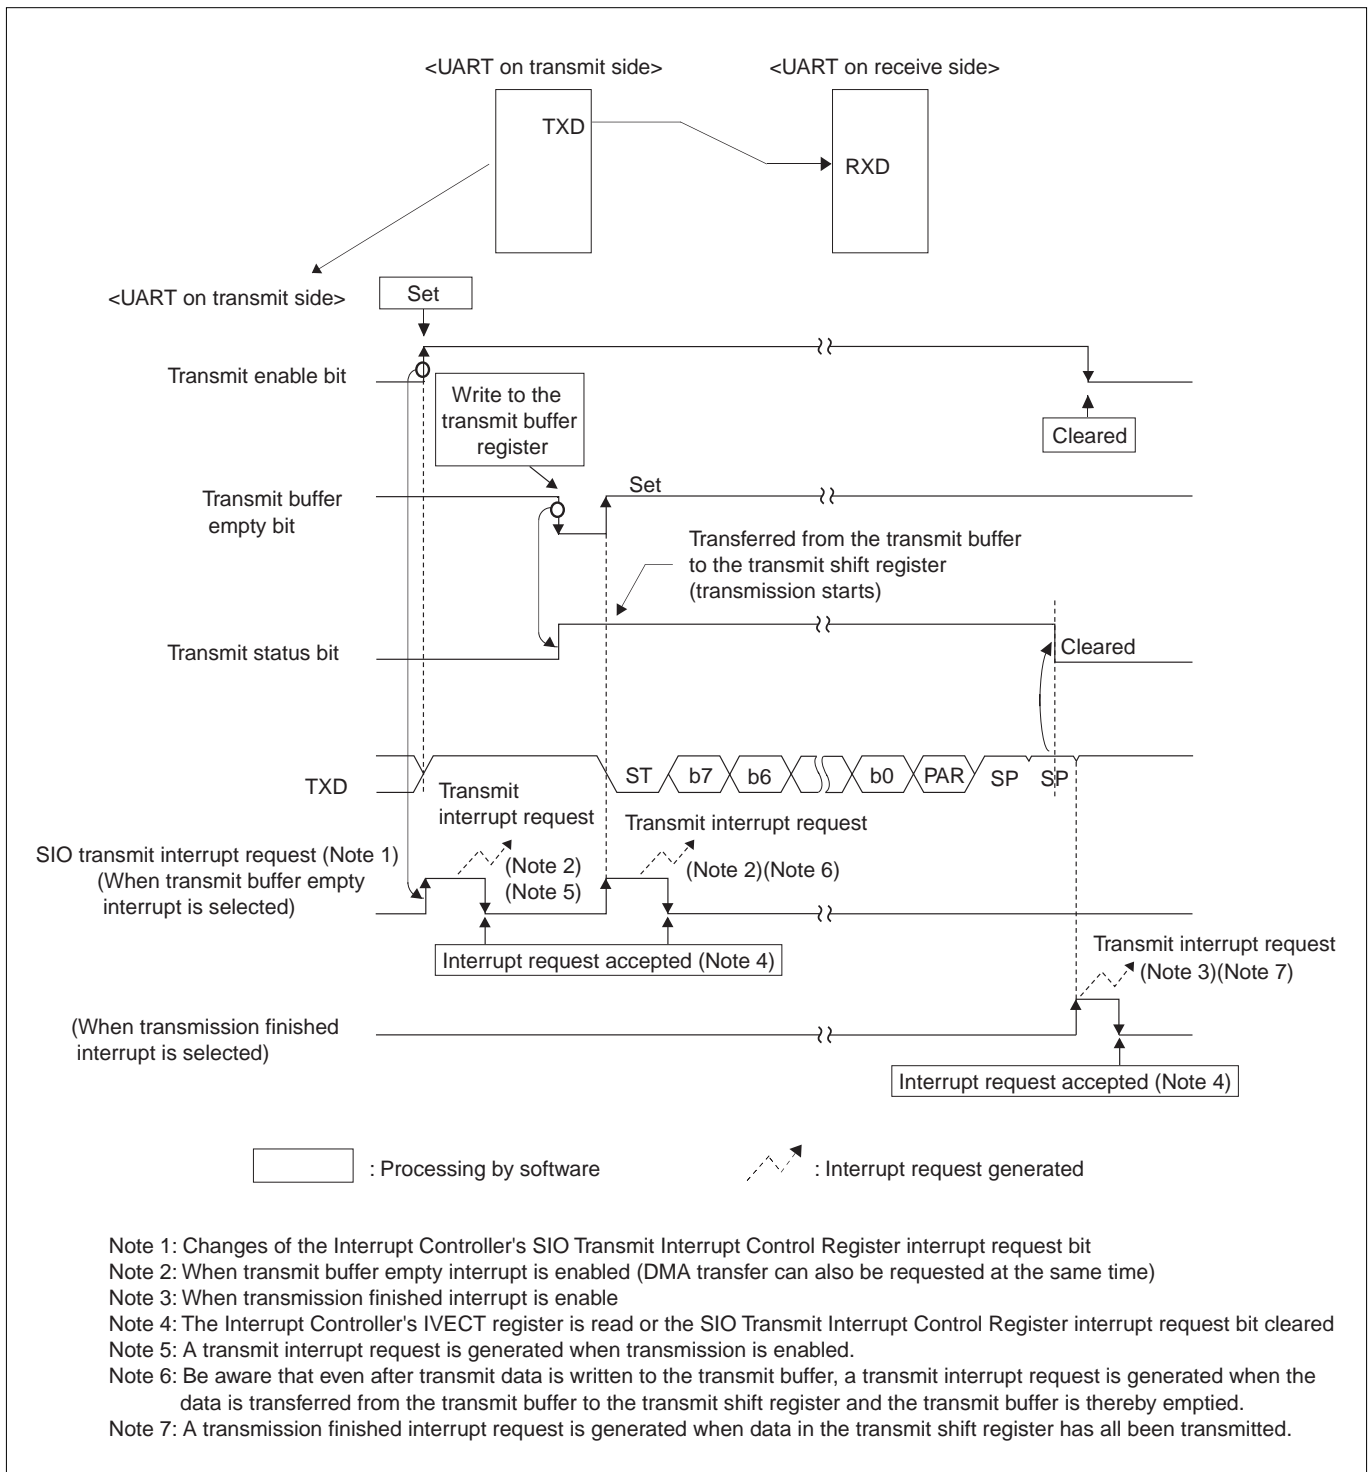 <UART on transmit side>
<UART on receive side>
TXD
RXD
<UART on transmit side>
Set
Transmit enable bit
Write to the
transmit buffer
register
Cleared
Transmit buffer
empty bit
Set
Transferred from the transmit buffer
to the transmit shift register
(transmission starts)
Transmit status bit
Cleared
TXD
ST b7 b6 b0 PAR SP SP
Transmit
interrupt request
Transmit interrupt request
SIO transmit interrupt request (Note 1)
(When transmit buffer empty
interrupt is selected)
(Note 2)
(Note 5)
(Note 2)(Note 6)
Interrupt request accepted (Note 4)
Transmit interrupt request
(Note 3)(Note 7)
(When transmission finished
interrupt is selected)
Interrupt request accepted (Note 4)
: Processing by software
: Interrupt request generated
Note 1: Changes of the Interrupt Controller's SIO Transmit Interrupt Control Register interrupt request bit
Note 2: When transmit buffer empty interrupt is enabled (DMA transfer can also be requested at the same time)
Note 3: When transmission finished interrupt is enable
Note 4: The Interrupt Controller's IVECT register is read or the SIO Transmit Interrupt Control Register interrupt request bit cleared
Note 5: A transmit interrupt request is generated when transmission is enabled.
Note 6: Be aware that even after transmit data is written to the transmit buffer, a transmit interrupt request is generated when the
data is transferred from the transmit buffer to the transmit shift register and the transmit buffer is thereby emptied.
Note 7: A transmission finished interrupt request is generated when data in the transmit shift register has all been transmitted.